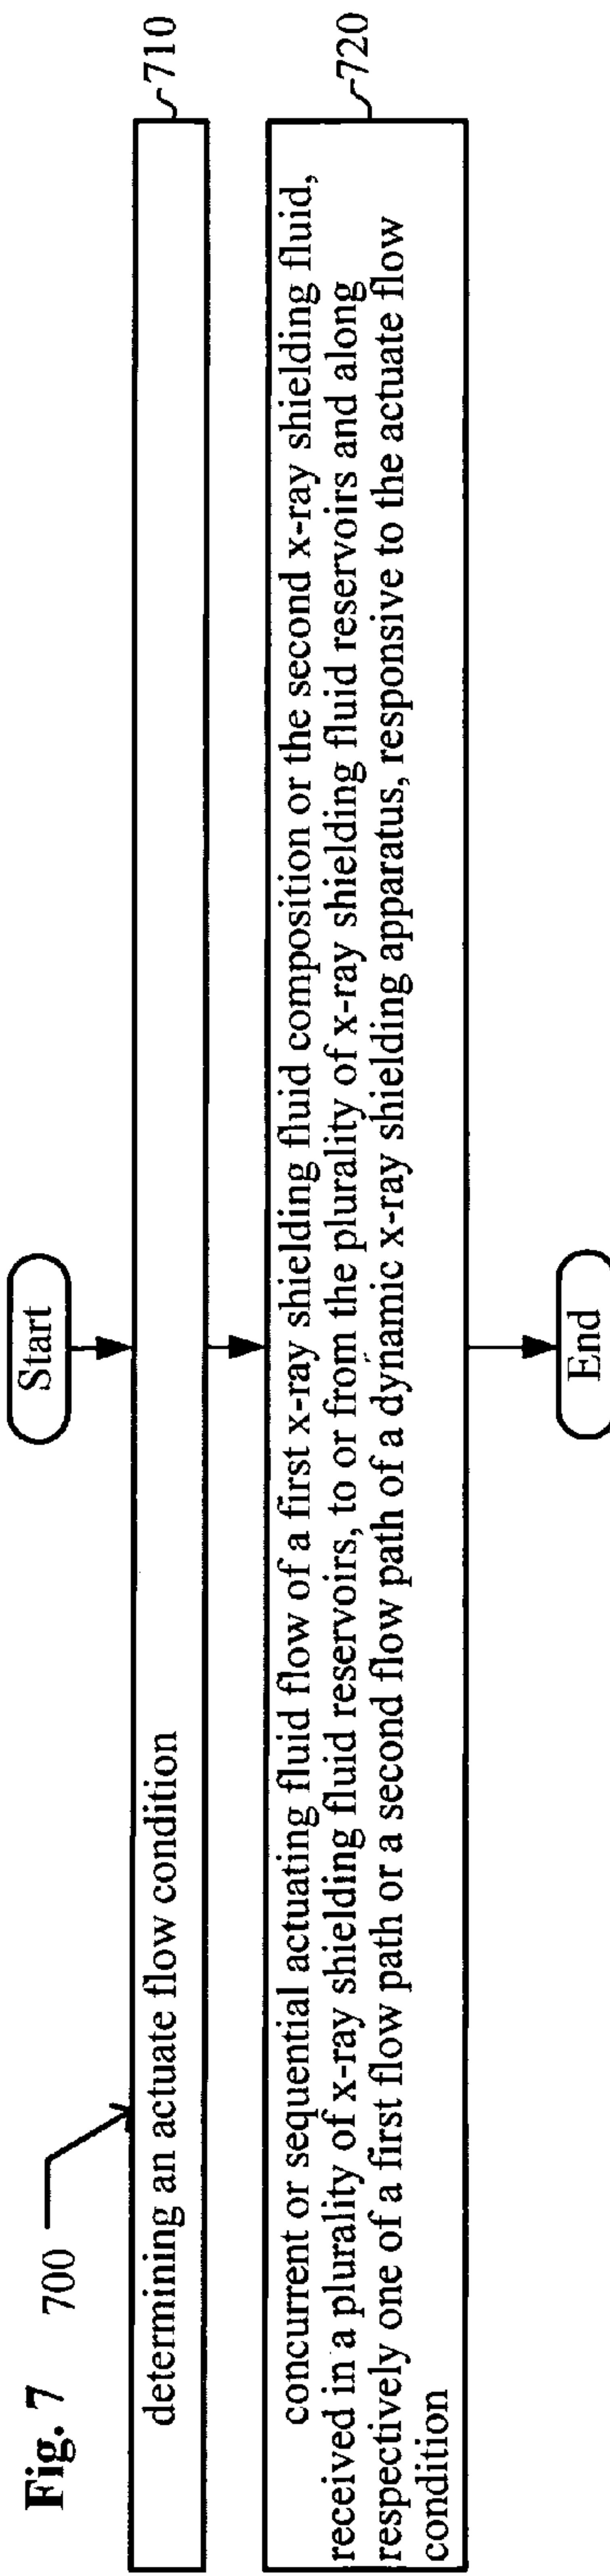 Fig. 7
700
Start
710
determining an actuate flow condition
720
concurrent or sequential actuating fluid flow of a first x-ray shielding fluid composition or the second x-ray shielding fluid,
received in a plurality of x-ray shielding fluid reservoirs, to or from the plurality of x-ray shielding fluid reservoirs and along
respectively one of a first flow path or a second flow path of a dynamic x-ray shielding apparatus, responsive to the actuate flow
condition
End